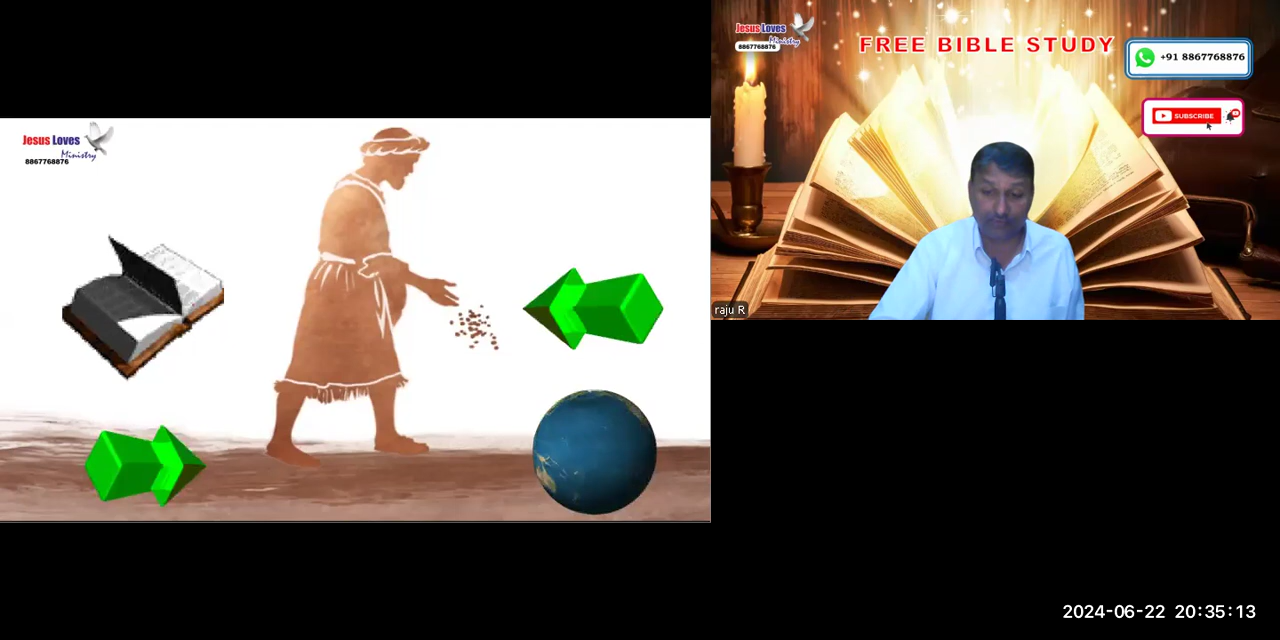 Jesus Loves
Ministry
8867768876
Jesus Loves
Ministry
8867768876
FREE BIBLE STUDY
+91 8867768876
SUBSCRIBE
raju R
2024-06-22 20:35:13